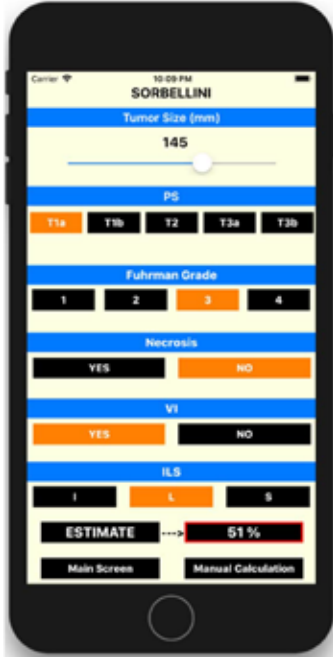 Carrier 10:09 PM
SORBELLINI
Tumor Size (mm)
145
PS
T1a T1b T2 T3a T3b
Fuhrman Grade
1 2 3 4
Necrosis
YES NO
VI
YES NO
ILS
I L S
ESTIMATE ---> 51 %
Main Screen Manual Calculation